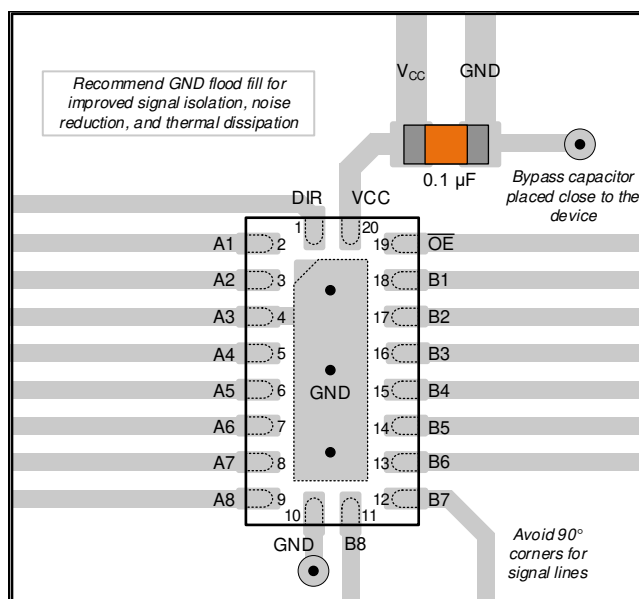 Recommend GND flood fill for
improved signal isolation, noise
reduction, and thermal dissipation
V_CC GND
0.1 µF
Bypass capacitor
placed close to the
device
DIR VCC
1 20
A1 2 19 O̅E̅
A2 3 18 B1
A3 4 17 B2
A4 5 16 B3
A5 6 15 B4
GND
A6 7 14 B5
A7 8 13 B6
A8 9 12 B7
10 11
GND B8
Avoid 90°
corners for
signal lines